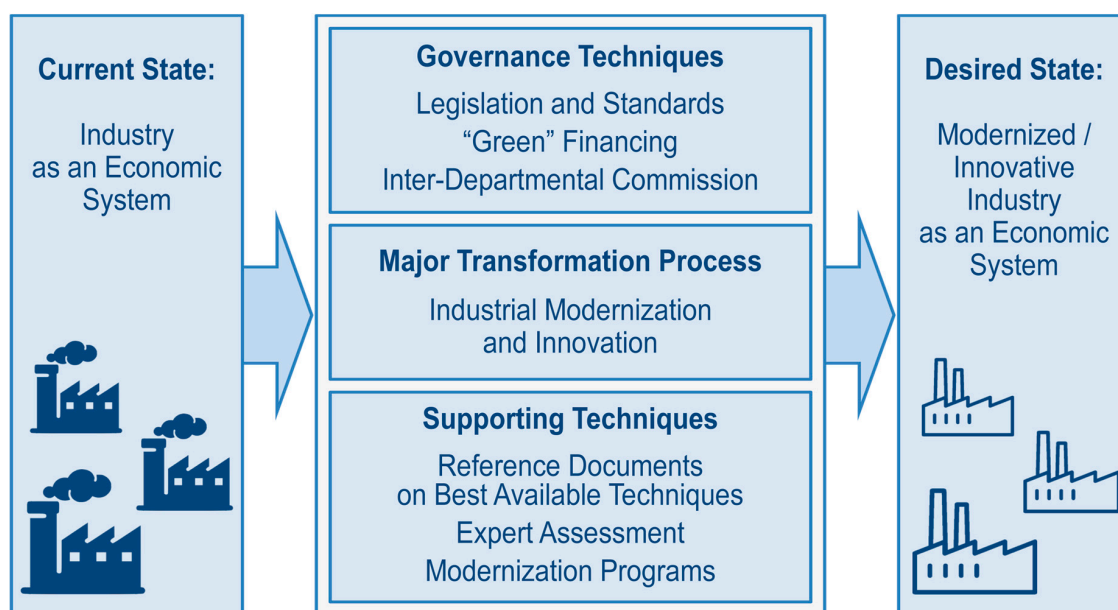 Current State:
Industry
as an Economic
System
Governance Techniques
Legislation and Standards
“Green” Financing
Inter-Departmental Commission
Major Transformation Process
Industrial Modernization
and Innovation
Supporting Techniques
Reference Documents
on Best Available Techniques
Expert Assessment
Modernization Programs
Desired State:
Modernized /
Innovative
Industry
as an Economic
System